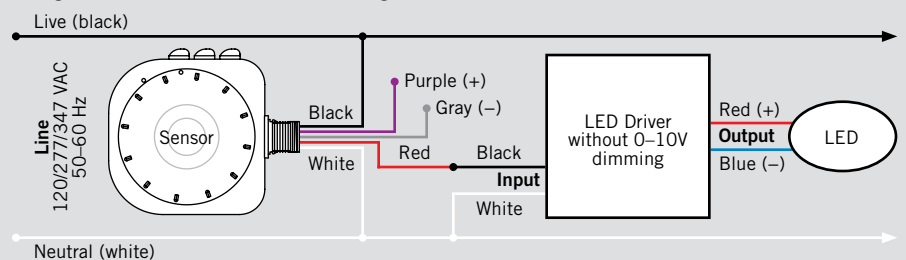 Live (black)
Line
120/277/347 VAC
50–60 Hz
Sensor
Purple (+)
Gray (–)
Black
Red
White
Black
Input
White
LED Driver
without 0–10V
dimming
Red (+)
Output
Blue (–)
LED
Neutral (white)